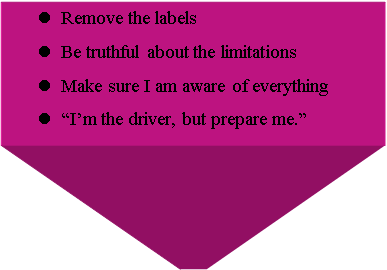 ● Remove the labels
● Be truthful about the limitations
● Make sure I am aware of everything
● “I’m the driver, but prepare me.”